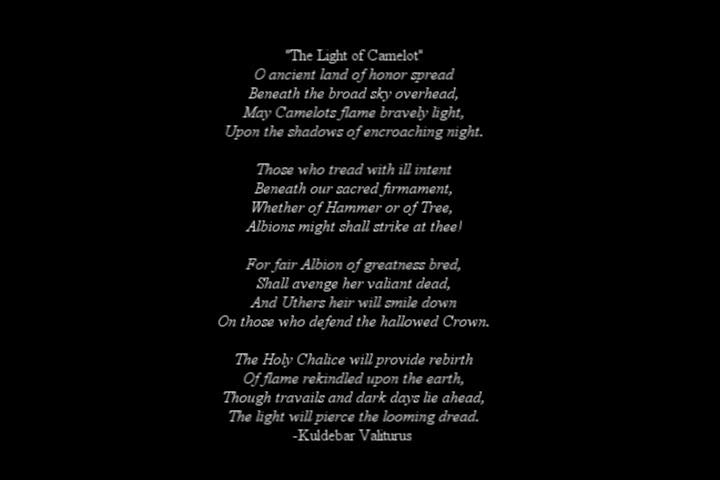 "The Light of Camelot"
O ancient land of honor spread
Beneath the broad sky overhead,
May Camelots flame bravely light,
Upon the shadows of encroaching night.
Those who tread with ill intent
Beneath our sacred firmament,
Whether of Hammer or of Tree,
Albions might shall strike at thee!
For fair Albion of greatness bred,
Shall avenge her valiant dead,
And Uthers heir will smile down
On those who defend the hallowed Crown.
The Holy Chalice will provide rebirth
Of flame rekindled upon the earth,
Though travails and dark days lie ahead,
The light will pierce the looming dread.
-Kuldebar Valiturus